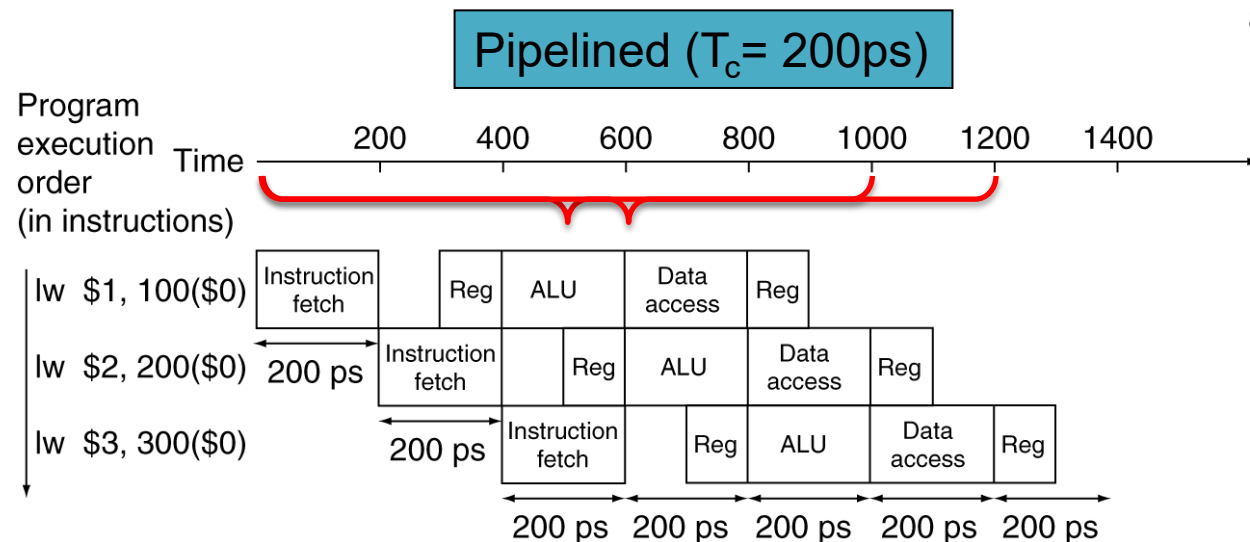 Pipelined (Tc= 200ps)
Program
execution
order
(in instructions)
Time
200 400 600 800 1000 1200 1400
lw $1, 100($0)
Instruction
fetch
Reg
ALU
Data
access
Reg
200 ps
lw $2, 200($0)
Instruction
fetch
Reg
ALU
Data
access
Reg
200 ps
lw $3, 300($0)
Instruction
fetch
Reg
ALU
Data
access
Reg
200 ps 200 ps 200 ps 200 ps 200 ps